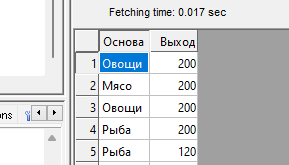 Fetching time: 0.017 sec
Основа Выход
1 Овощи 200
2 Мясо 200
3 Овощи 200
ons
4 Рыба 200
5 Рыба 120